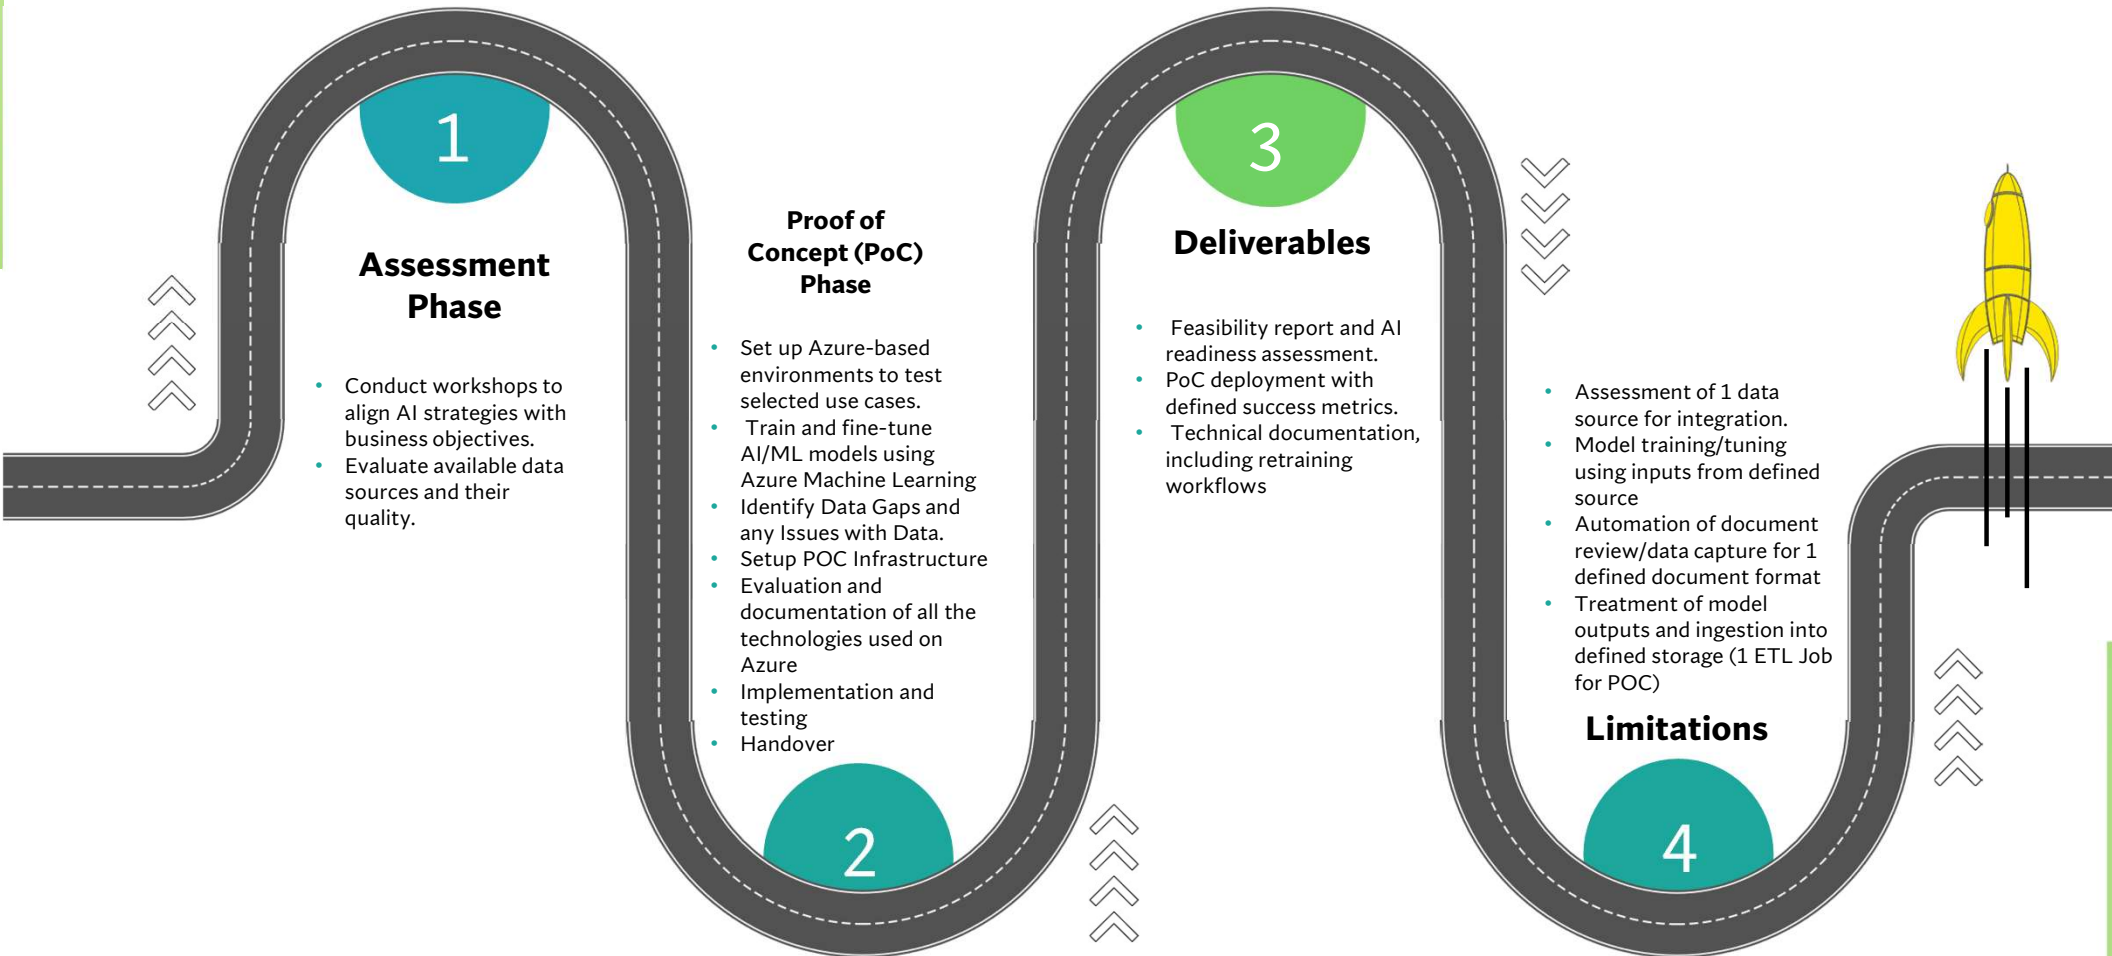 1
Assessment
Phase
• Conduct workshops to
align AI strategies with
business objectives.
• Evaluate available data
sources and their
quality.
Proof of
Concept (PoC)
Phase
• Set up Azure-based
environments to test
selected use cases.
• Train and fine-tune
AI/ML models using
Azure Machine Learning
• Identify Data Gaps and
any Issues with Data.
• Setup POC Infrastructure
• Evaluation and
documentation of all the
technologies used on
Azure
• Implementation and
testing
• Handover
2
3
Deliverables
• Feasibility report and AI
readiness assessment.
• PoC deployment with
defined success metrics.
• Technical documentation,
including retraining
workflows
• Assessment of 1 data
source for integration.
• Model training/tuning
using inputs from defined
source
• Automation of document
review/data capture for 1
defined document format
• Treatment of model
outputs and ingestion into
defined storage (1 ETL Job
for POC)
Limitations
4